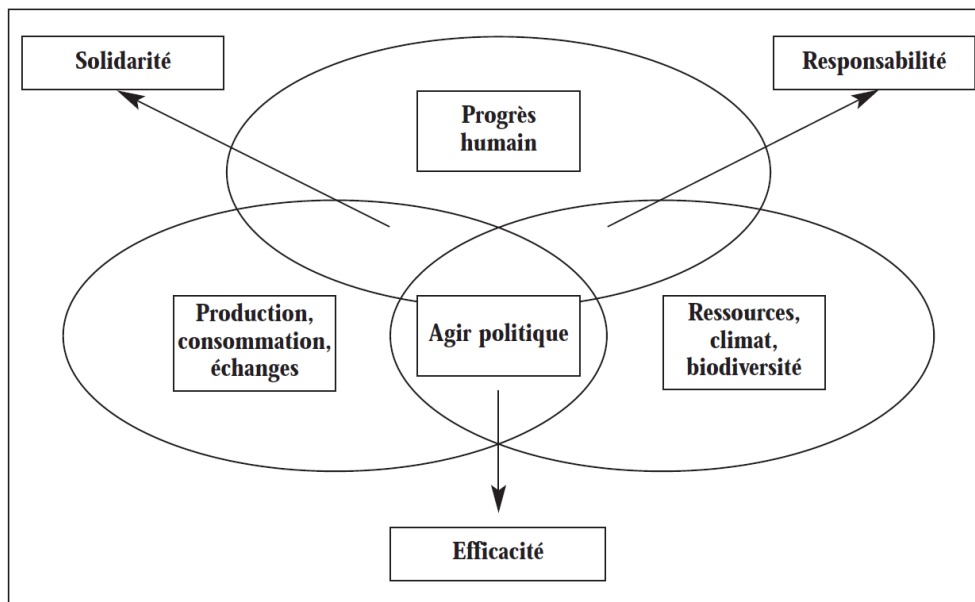 Solidarité
Responsabilité
Progrès
humain
Production,
consommation,
échanges
Agir politique
Ressources,
climat,
biodiversité
Efficacité